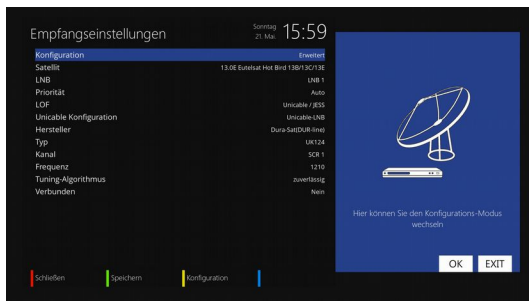 Empfangseinstellungen
Sonntag
21. Mai
15:59
Konfiguration Erweitert
Satellit 13.0E Eutelsat Hot Bird 13B/13C/13E
LNB LNB 1
Priorität Auto
LOF Unicable / JESS
Unicable Konfiguration Unicable-LNB
Hersteller Dura-Sat(DUR-line)
Typ UK124
Kanal SCR 1
Frequenz 1210
Tuning-Algorithmus zuverlässig
Verbunden Nein
Hier können Sie den Konfigurations-Modus
wechseln
OK EXIT
Schließen Speichern Konfiguration